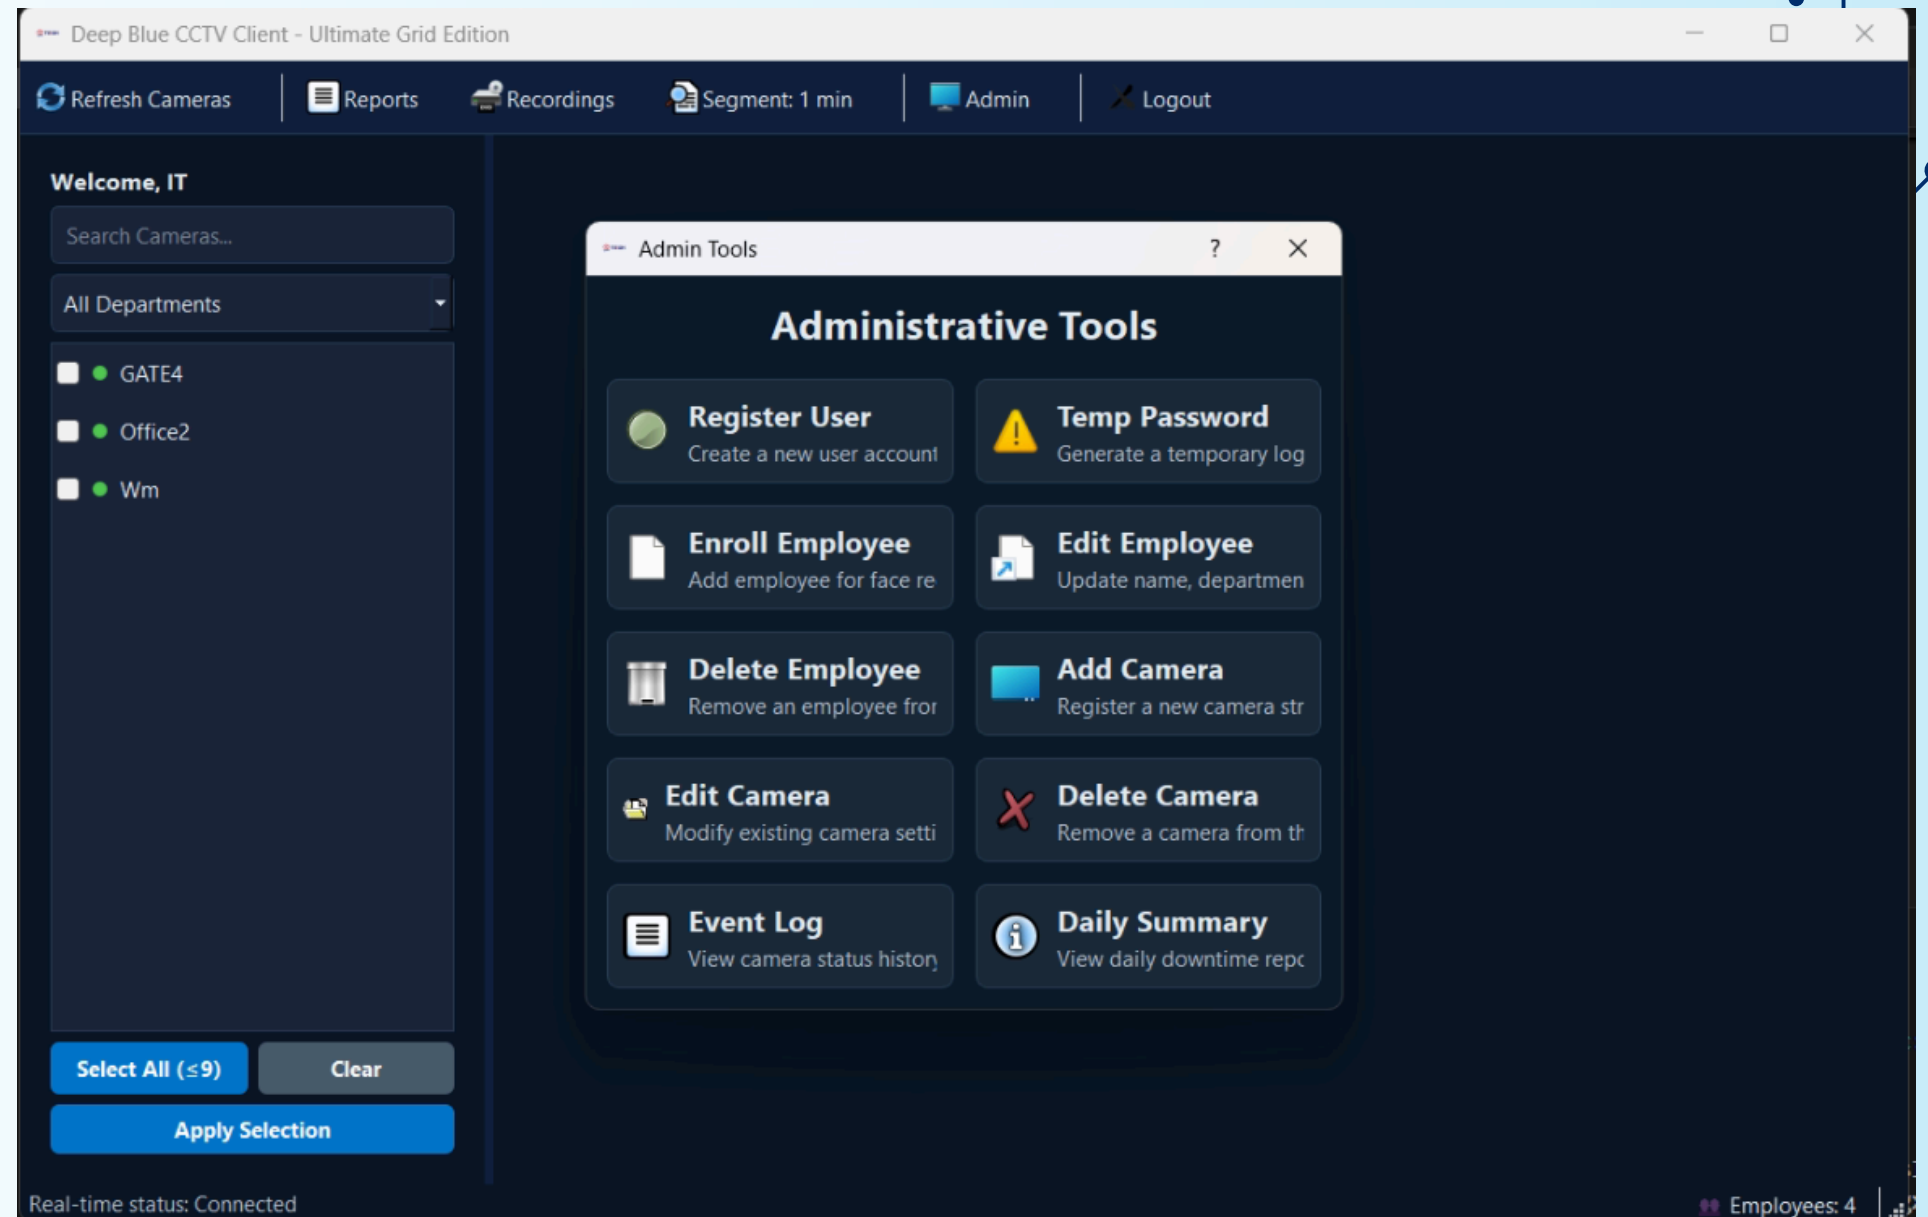 Deep Blue CCTV Client - Ultimate Grid Edition
Refresh Cameras
Reports
Recordings
Segment: 1 min
Admin
Logout
Welcome, IT
Search Cameras...
All Departments
GATE4
Office2
Wm
Select All (≤9)
Clear
Apply Selection
Real-time status: Connected
Admin Tools
?
Administrative Tools
Register User
Create a new user account
Temp Password
Generate a temporary log
Enroll Employee
Add employee for face re
Edit Employee
Update name, departmen
Delete Employee
Remove an employee from
Add Camera
Register a new camera str
Edit Camera
Modify existing camera setti
Delete Camera
Remove a camera from th
Event Log
View camera status history
Daily Summary
View daily downtime repo
Employees: 4